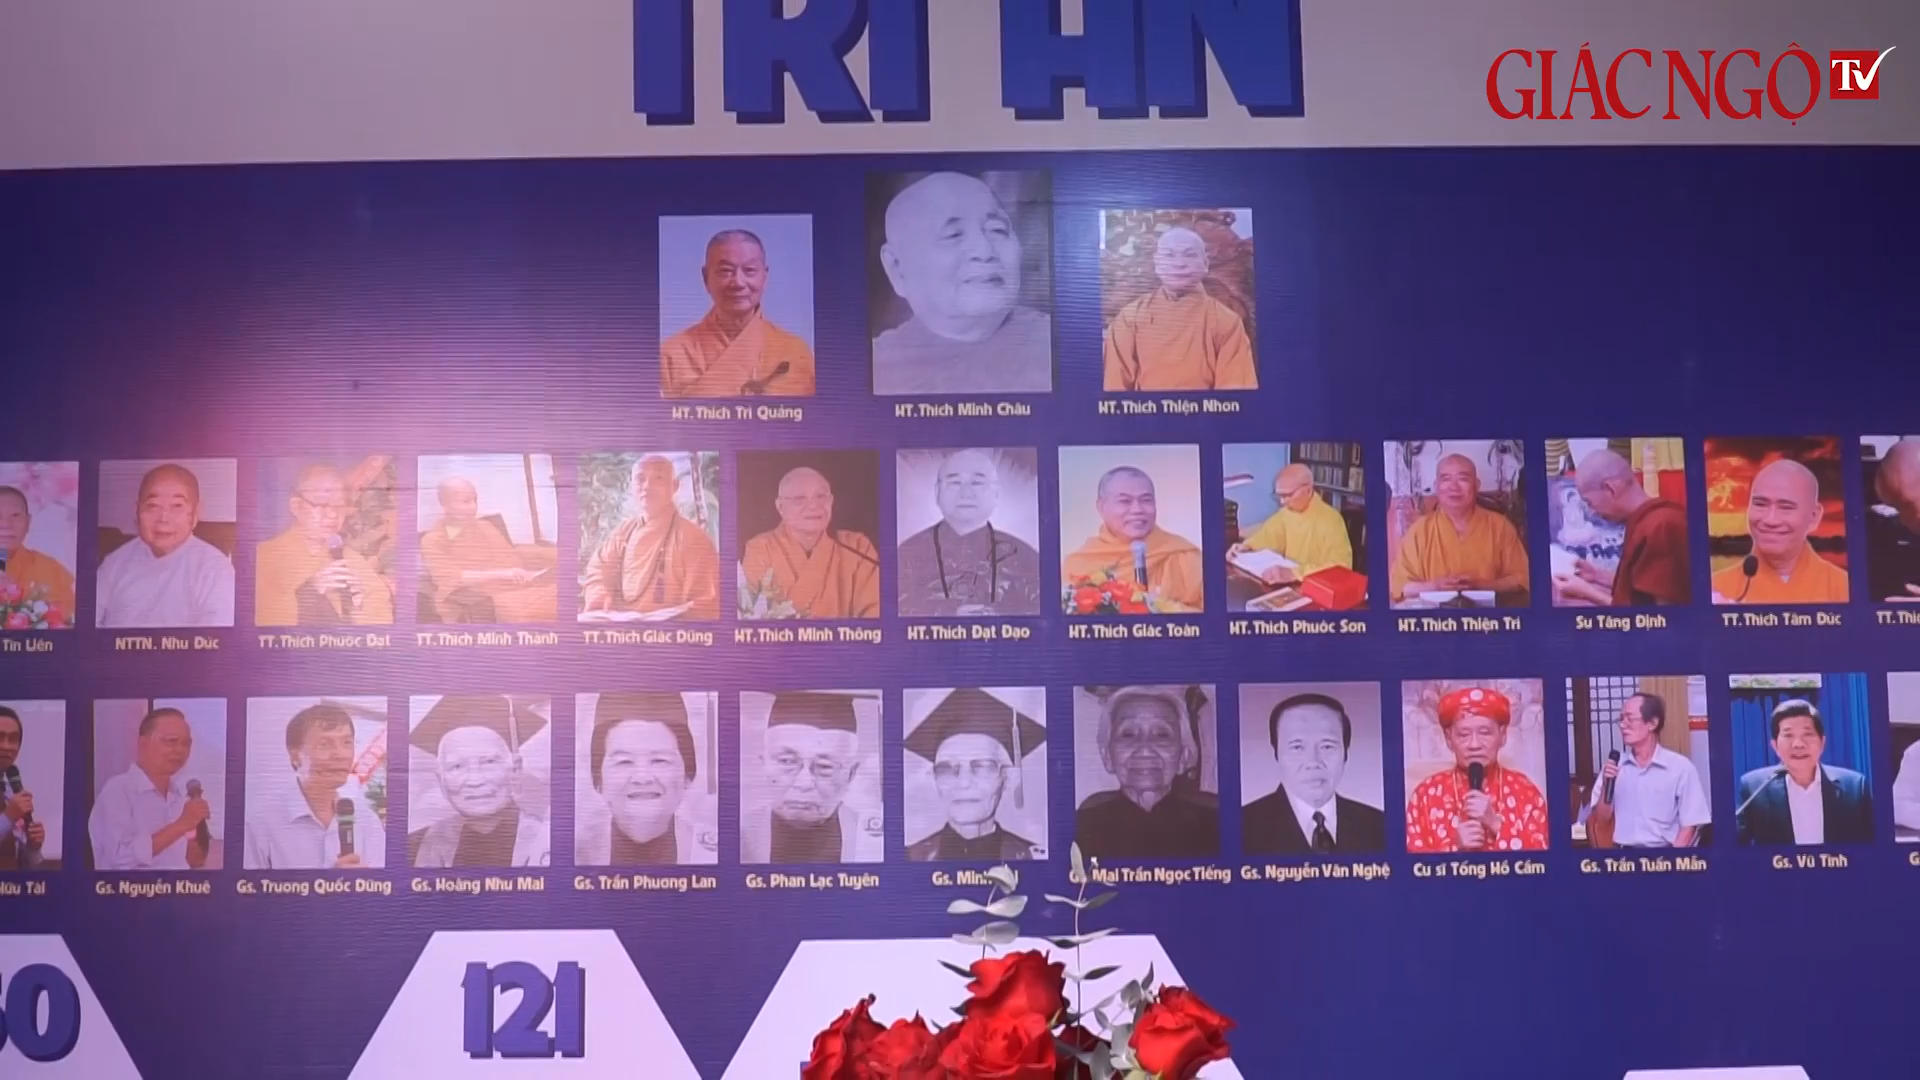 TRI ÂN
GIÁC NGỘ TV
HT.Thích Trí Quảng
HT.Thích Minh Châu
HT.Thích Thiện Nhơn
Tín Liên
NTTN. Như Đức
TT.Thích Phước Đạt
TT.Thích Minh Thành
TT.Thích Giác Dũng
HT.Thích Minh Thông
HT.Thích Đạt Đạo
HT.Thích Giác Toàn
HT.Thích Phước Sơn
HT.Thích Thiện Trí
Sư Tăng Định
TT.Thích Tâm Đức
Gs. Nguyễn Khuê
Gs. Trương Quốc Dũng
Gs. Hoàng Như Mai
Gs. Trần Phương Lan
Gs. Phan Lạc Tuyên
Gs.
Mai Trần Ngọc Tiếng
Gs. Nguyễn Văn Nghệ
Cư sĩ Tống Hồ Cầm
Gs. Trần Tuấn Mẫn
Gs. Vũ Tình
121